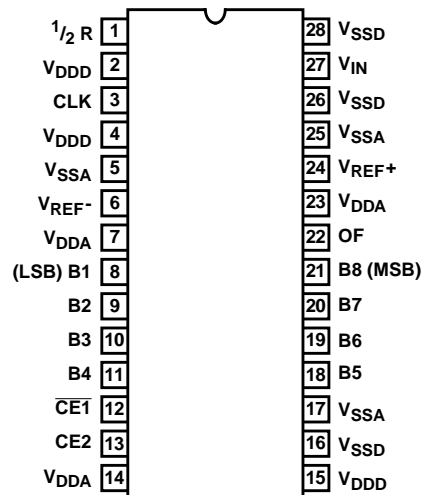 1/2 R 1 28 VSSD
VDDD 2 27 VIN
CLK 3 26 VSSD
VDDD 4 25 VSSA
VSSA 5 24 VREF+
VREF- 6 23 VDDA
VDDA 7 22 OF
(LSB) B1 8 21 B8 (MSB)
B2 9 20 B7
B3 10 19 B6
B4 11 18 B5
C̅E̅1̅ 12 17 VSSA
CE2 13 16 VSSD
VDDA 14 15 VDDD